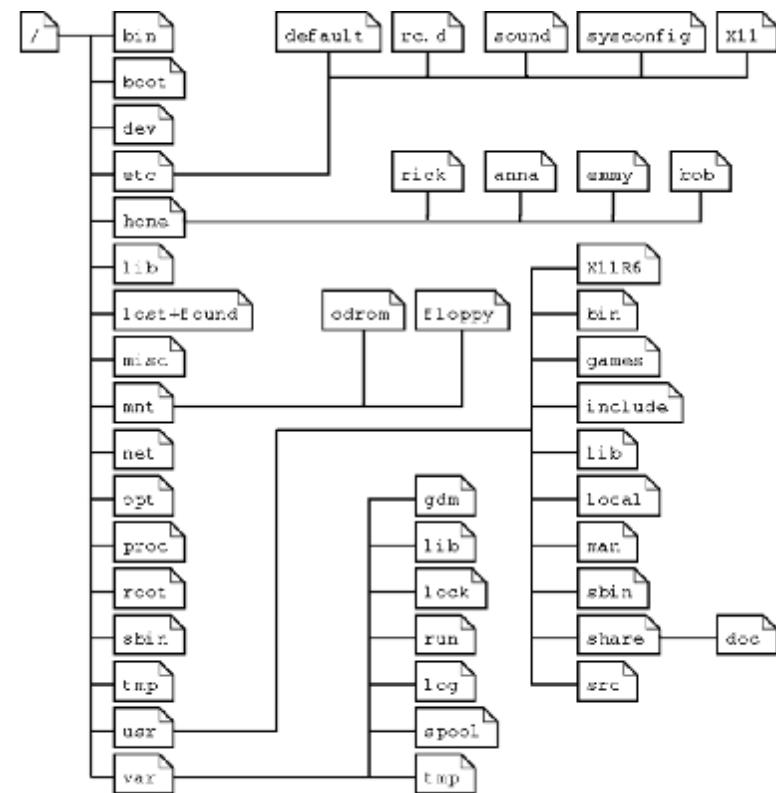 /
bin
default
rc.d
sound
sysconfig
X11
boot
dev
etc
rick
anna
emmy
bob
home
lib
X11R6
lost+found
cdrom
floppy
bin
misc
games
mnt
include
net
lib
opt
gdm
local
proc
lib
man
root
lock
sbin
sbin
run
share
doc
tmp
log
src
usr
spool
var
tmp